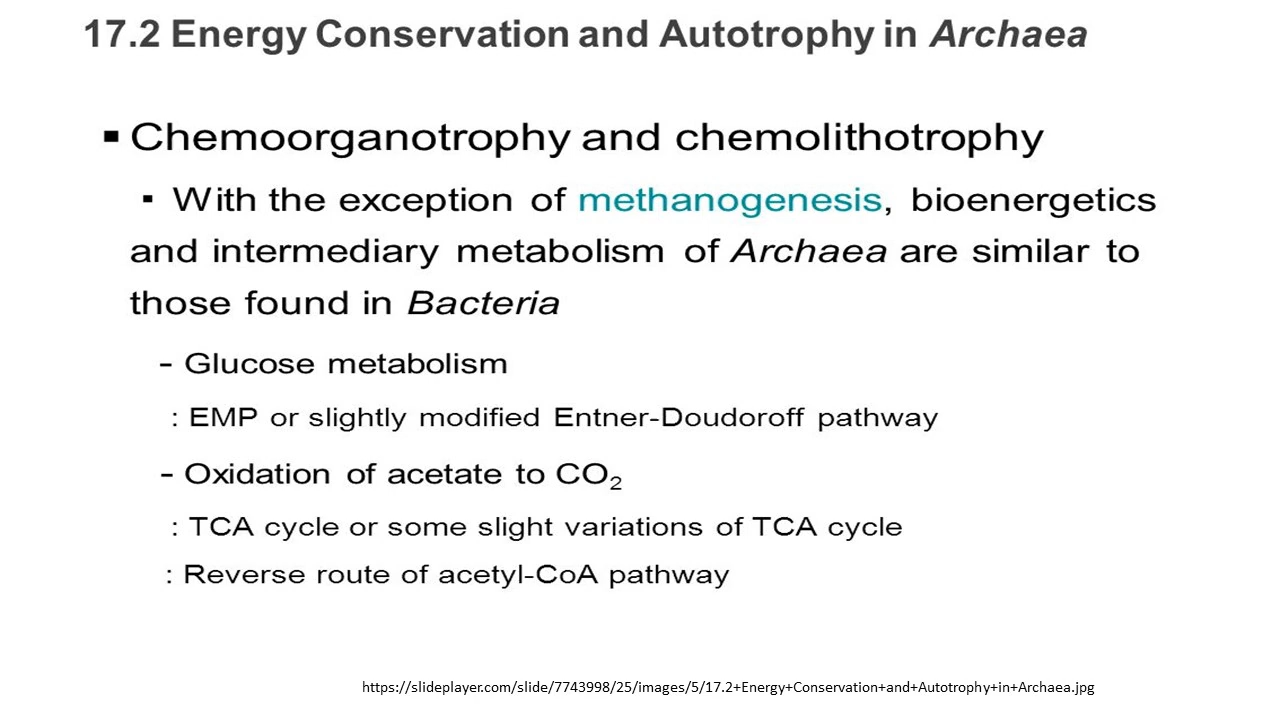 17.2 Energy Conservation and Autotrophy in Archaea
▪ Chemoorganotrophy and chemolithotrophy
▪ With the exception of methanogenesis, bioenergetics
and intermediary metabolism of Archaea are similar to
those found in Bacteria
- Glucose metabolism
: EMP or slightly modified Entner-Doudoroff pathway
- Oxidation of acetate to CO₂
: TCA cycle or some slight variations of TCA cycle
: Reverse route of acetyl-CoA pathway
https://slideplayer.com/slide/7743998/25/images/5/17.2+Energy+Conservation+and+Autotrophy+in+Archaea.jpg